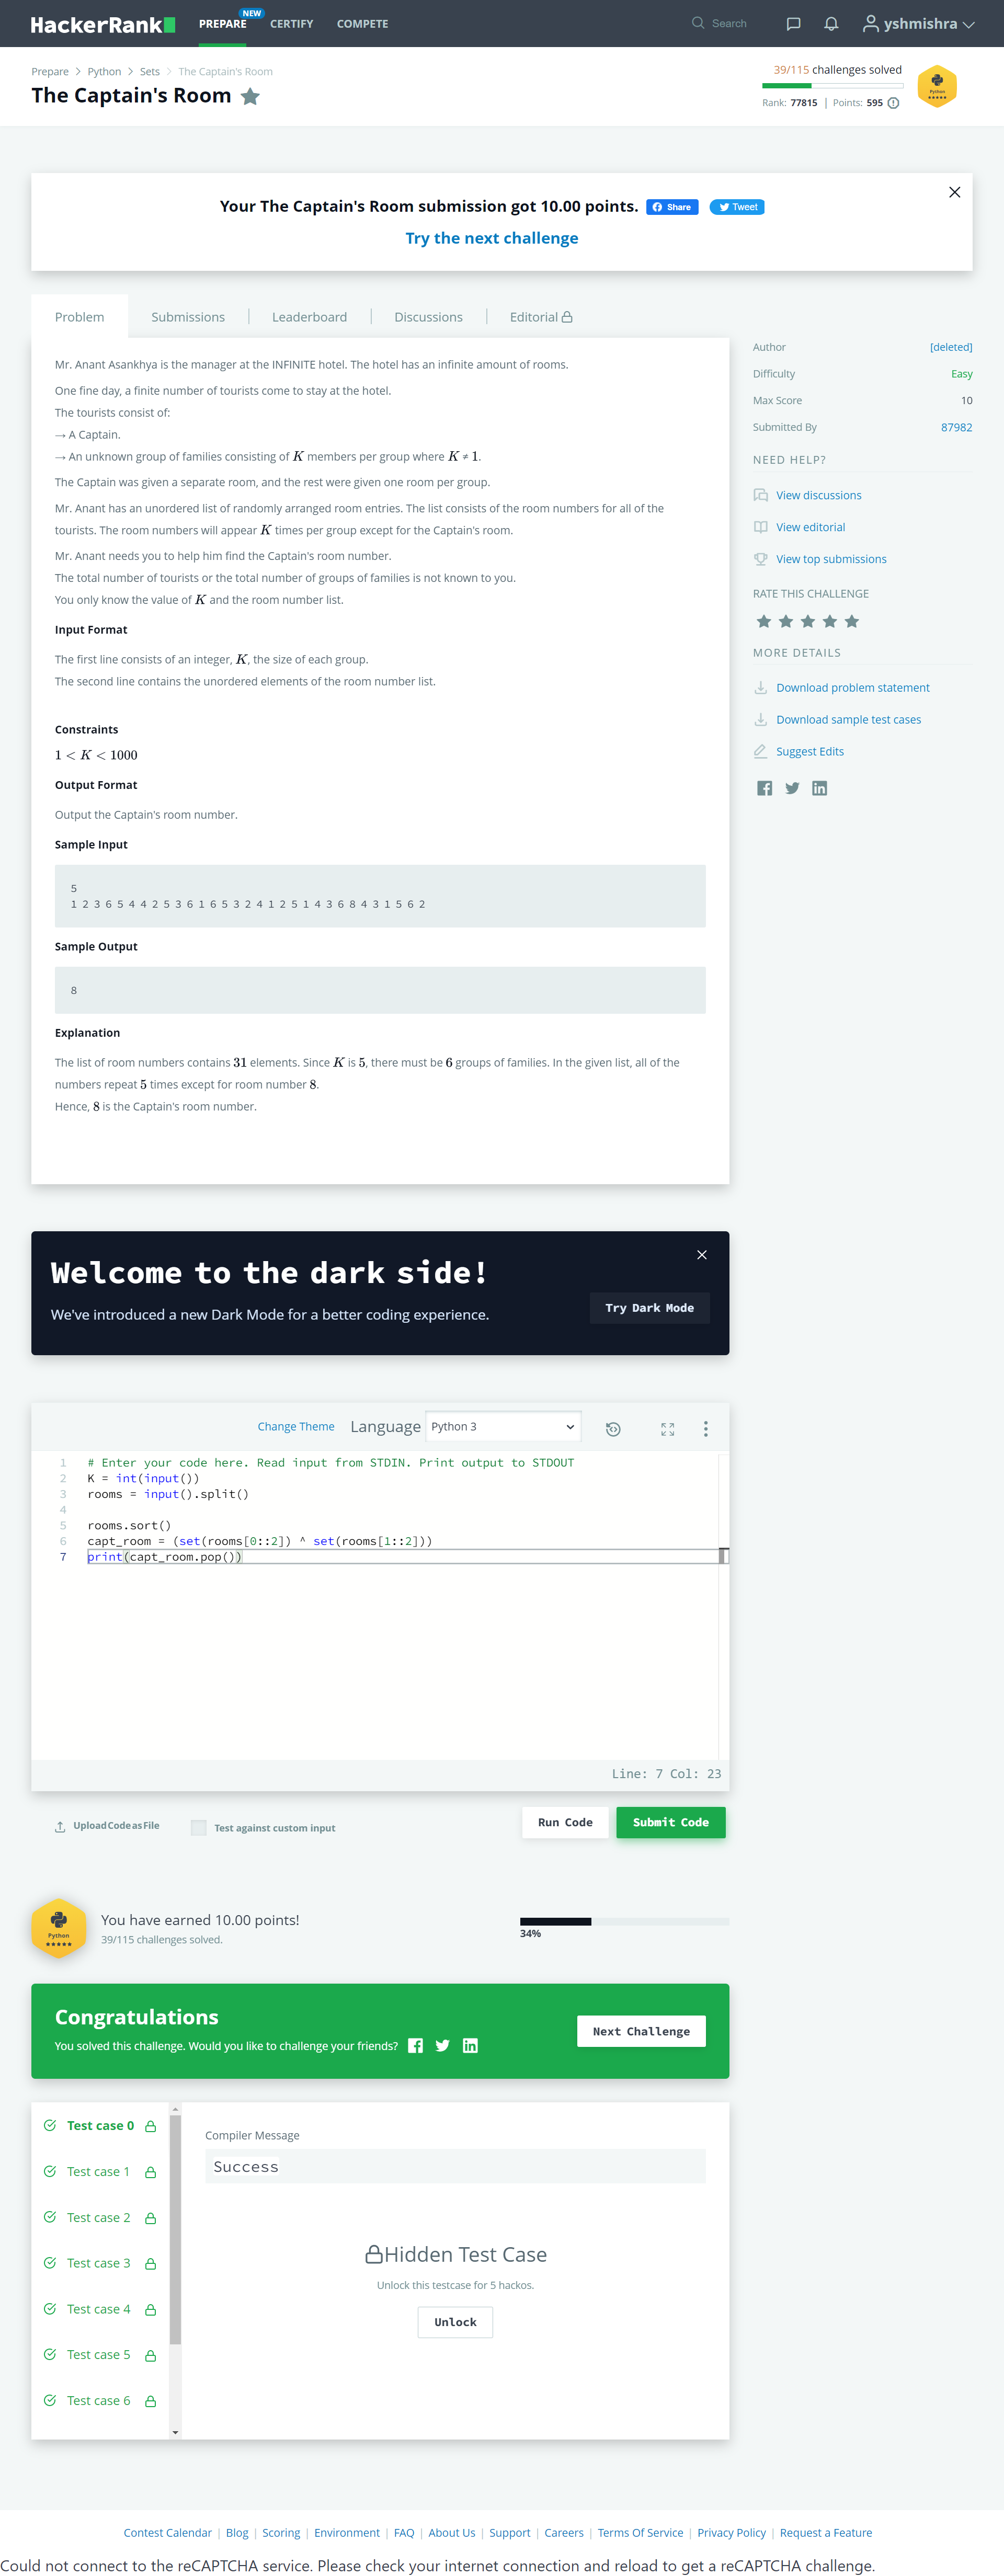 HackerRank
PREPARE
NEW
CERTIFY
COMPETE
Search
yshmishra
Prepare > Python > Sets > The Captain's Room
The Captain's Room
39/115 challenges solved
Rank: 77815 | Points: 595
Python
Your The Captain's Room submission got 10.00 points.
Share
Tweet
Try the next challenge
Problem
Submissions
Leaderboard
Discussions
Editorial
Mr. Anant Asankhya is the manager at the INFINITE hotel. The hotel has an infinite amount of rooms.
One fine day, a finite number of tourists come to stay at the hotel.
The tourists consist of:
→ A Captain.
→ An unknown group of families consisting of K members per group where K ≠ 1.
The Captain was given a separate room, and the rest were given one room per group.
Mr. Anant has an unordered list of randomly arranged room entries. The list consists of the room numbers for all of the
tourists. The room numbers will appear K times per group except for the Captain's room.
Mr. Anant needs you to help him find the Captain's room number.
The total number of tourists or the total number of groups of families is not known to you.
You only know the value of K and the room number list.
Input Format
The first line consists of an integer, K, the size of each group.
The second line contains the unordered elements of the room number list.
Constraints
1 < K < 1000
Output Format
Output the Captain's room number.
Sample Input
5
1 2 3 6 5 4 4 2 5 3 6 1 6 5 3 2 4 1 2 5 1 4 3 6 8 4 3 1 5 6 2
Sample Output
8
Explanation
The list of room numbers contains 31 elements. Since K is 5, there must be 6 groups of families. In the given list, all of the
numbers repeat 5 times except for room number 8.
Hence, 8 is the Captain's room number.
Author
[deleted]
Difficulty
Easy
Max Score
10
Submitted By
87982
NEED HELP?
View discussions
View editorial
View top submissions
RATE THIS CHALLENGE
MORE DETAILS
Download problem statement
Download sample test cases
Suggest Edits
Welcome to the dark side!
We've introduced a new Dark Mode for a better coding experience.
Try Dark Mode
Change Theme
Language
Python 3
1 # Enter your code here. Read input from STDIN. Print output to STDOUT
2 K = int(input())
3 rooms = input().split()
4
5 rooms.sort()
6 capt_room = (set(rooms[0::2]) ^ set(rooms[1::2]))
7 print(capt_room.pop())
Line: 7 Col: 23
Upload Code as File
Test against custom input
Run Code
Submit Code
Python
You have earned 10.00 points!
39/115 challenges solved.
34%
Congratulations
You solved this challenge. Would you like to challenge your friends?
Next Challenge
Test case 0
Test case 1
Test case 2
Test case 3
Test case 4
Test case 5
Test case 6
Compiler Message
Success
Hidden Test Case
Unlock this testcase for 5 hackos.
Unlock
Contest Calendar | Blog | Scoring | Environment | FAQ | About Us | Support | Careers | Terms Of Service | Privacy Policy | Request a Feature
Could not connect to the reCAPTCHA service. Please check your internet connection and reload to get a reCAPTCHA challenge.